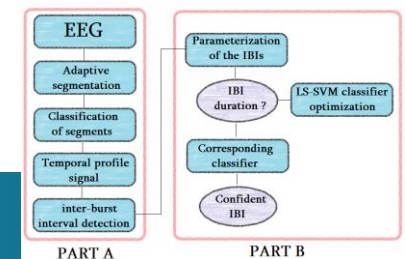 EEG
Adaptive
segmentation
Classification
of segments
Temporal profile
signal
inter-burst
interval detection
PART A
Parameterization
of the IBIs
IBI
duration ?
LS-SVM classifier
optimization
Corresponding
classifier
Confident
IBI
PART B